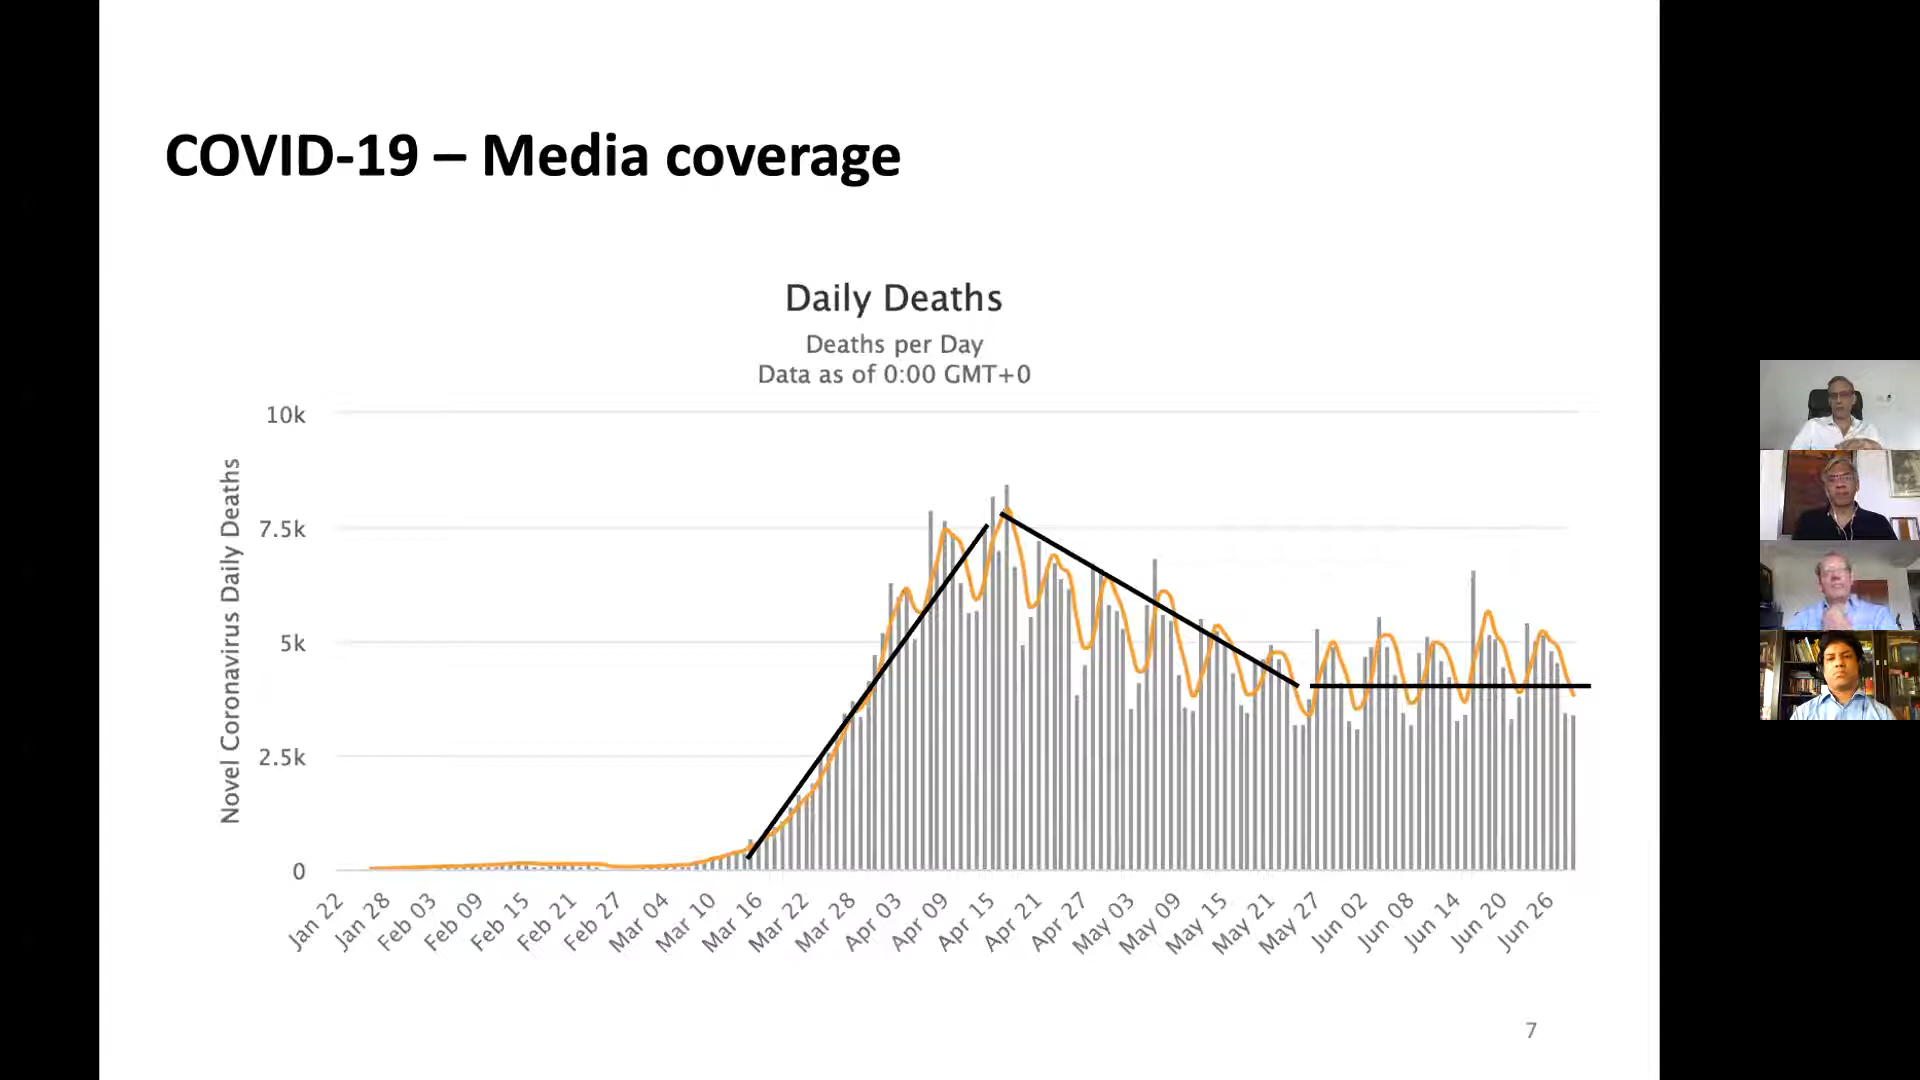 COVID-19 – Media coverage
Daily Deaths
Deaths per Day
Data as of 0:00 GMT+0
Novel Coronavirus Daily Deaths
10k
7.5k
5k
2.5k
0
Jan 22
Jan 28
Feb 03
Feb 09
Feb 15
Feb 21
Feb 27
Mar 04
Mar 10
Mar 16
Mar 22
Mar 28
Apr 03
Apr 09
Apr 15
Apr 21
Apr 27
May 03
May 09
May 15
May 21
May 27
Jun 02
Jun 08
Jun 14
Jun 20
Jun 26
7